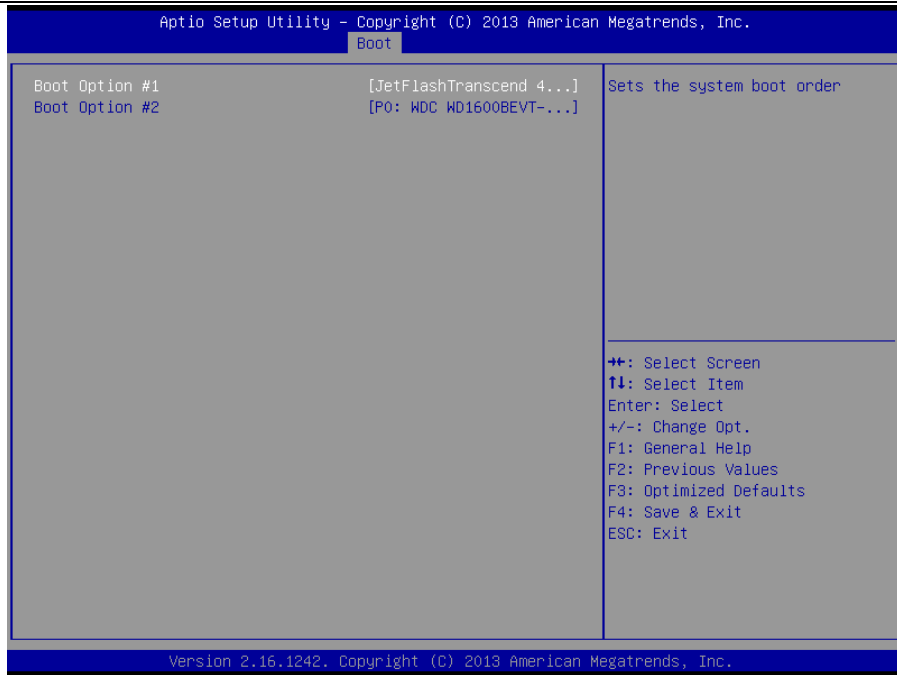 Aptio Setup Utility – Copyright (C) 2013 American Megatrends, Inc.
Boot
Boot Option #1 [JetFlashTranscend 4...]
Boot Option #2 [P0: WDC WD1600BEVT-...]
Sets the system boot order
→←: Select Screen
↑↓: Select Item
Enter: Select
+/-: Change Opt.
F1: General Help
F2: Previous Values
F3: Optimized Defaults
F4: Save & Exit
ESC: Exit
Version 2.16.1242. Copyright (C) 2013 American Megatrends, Inc.